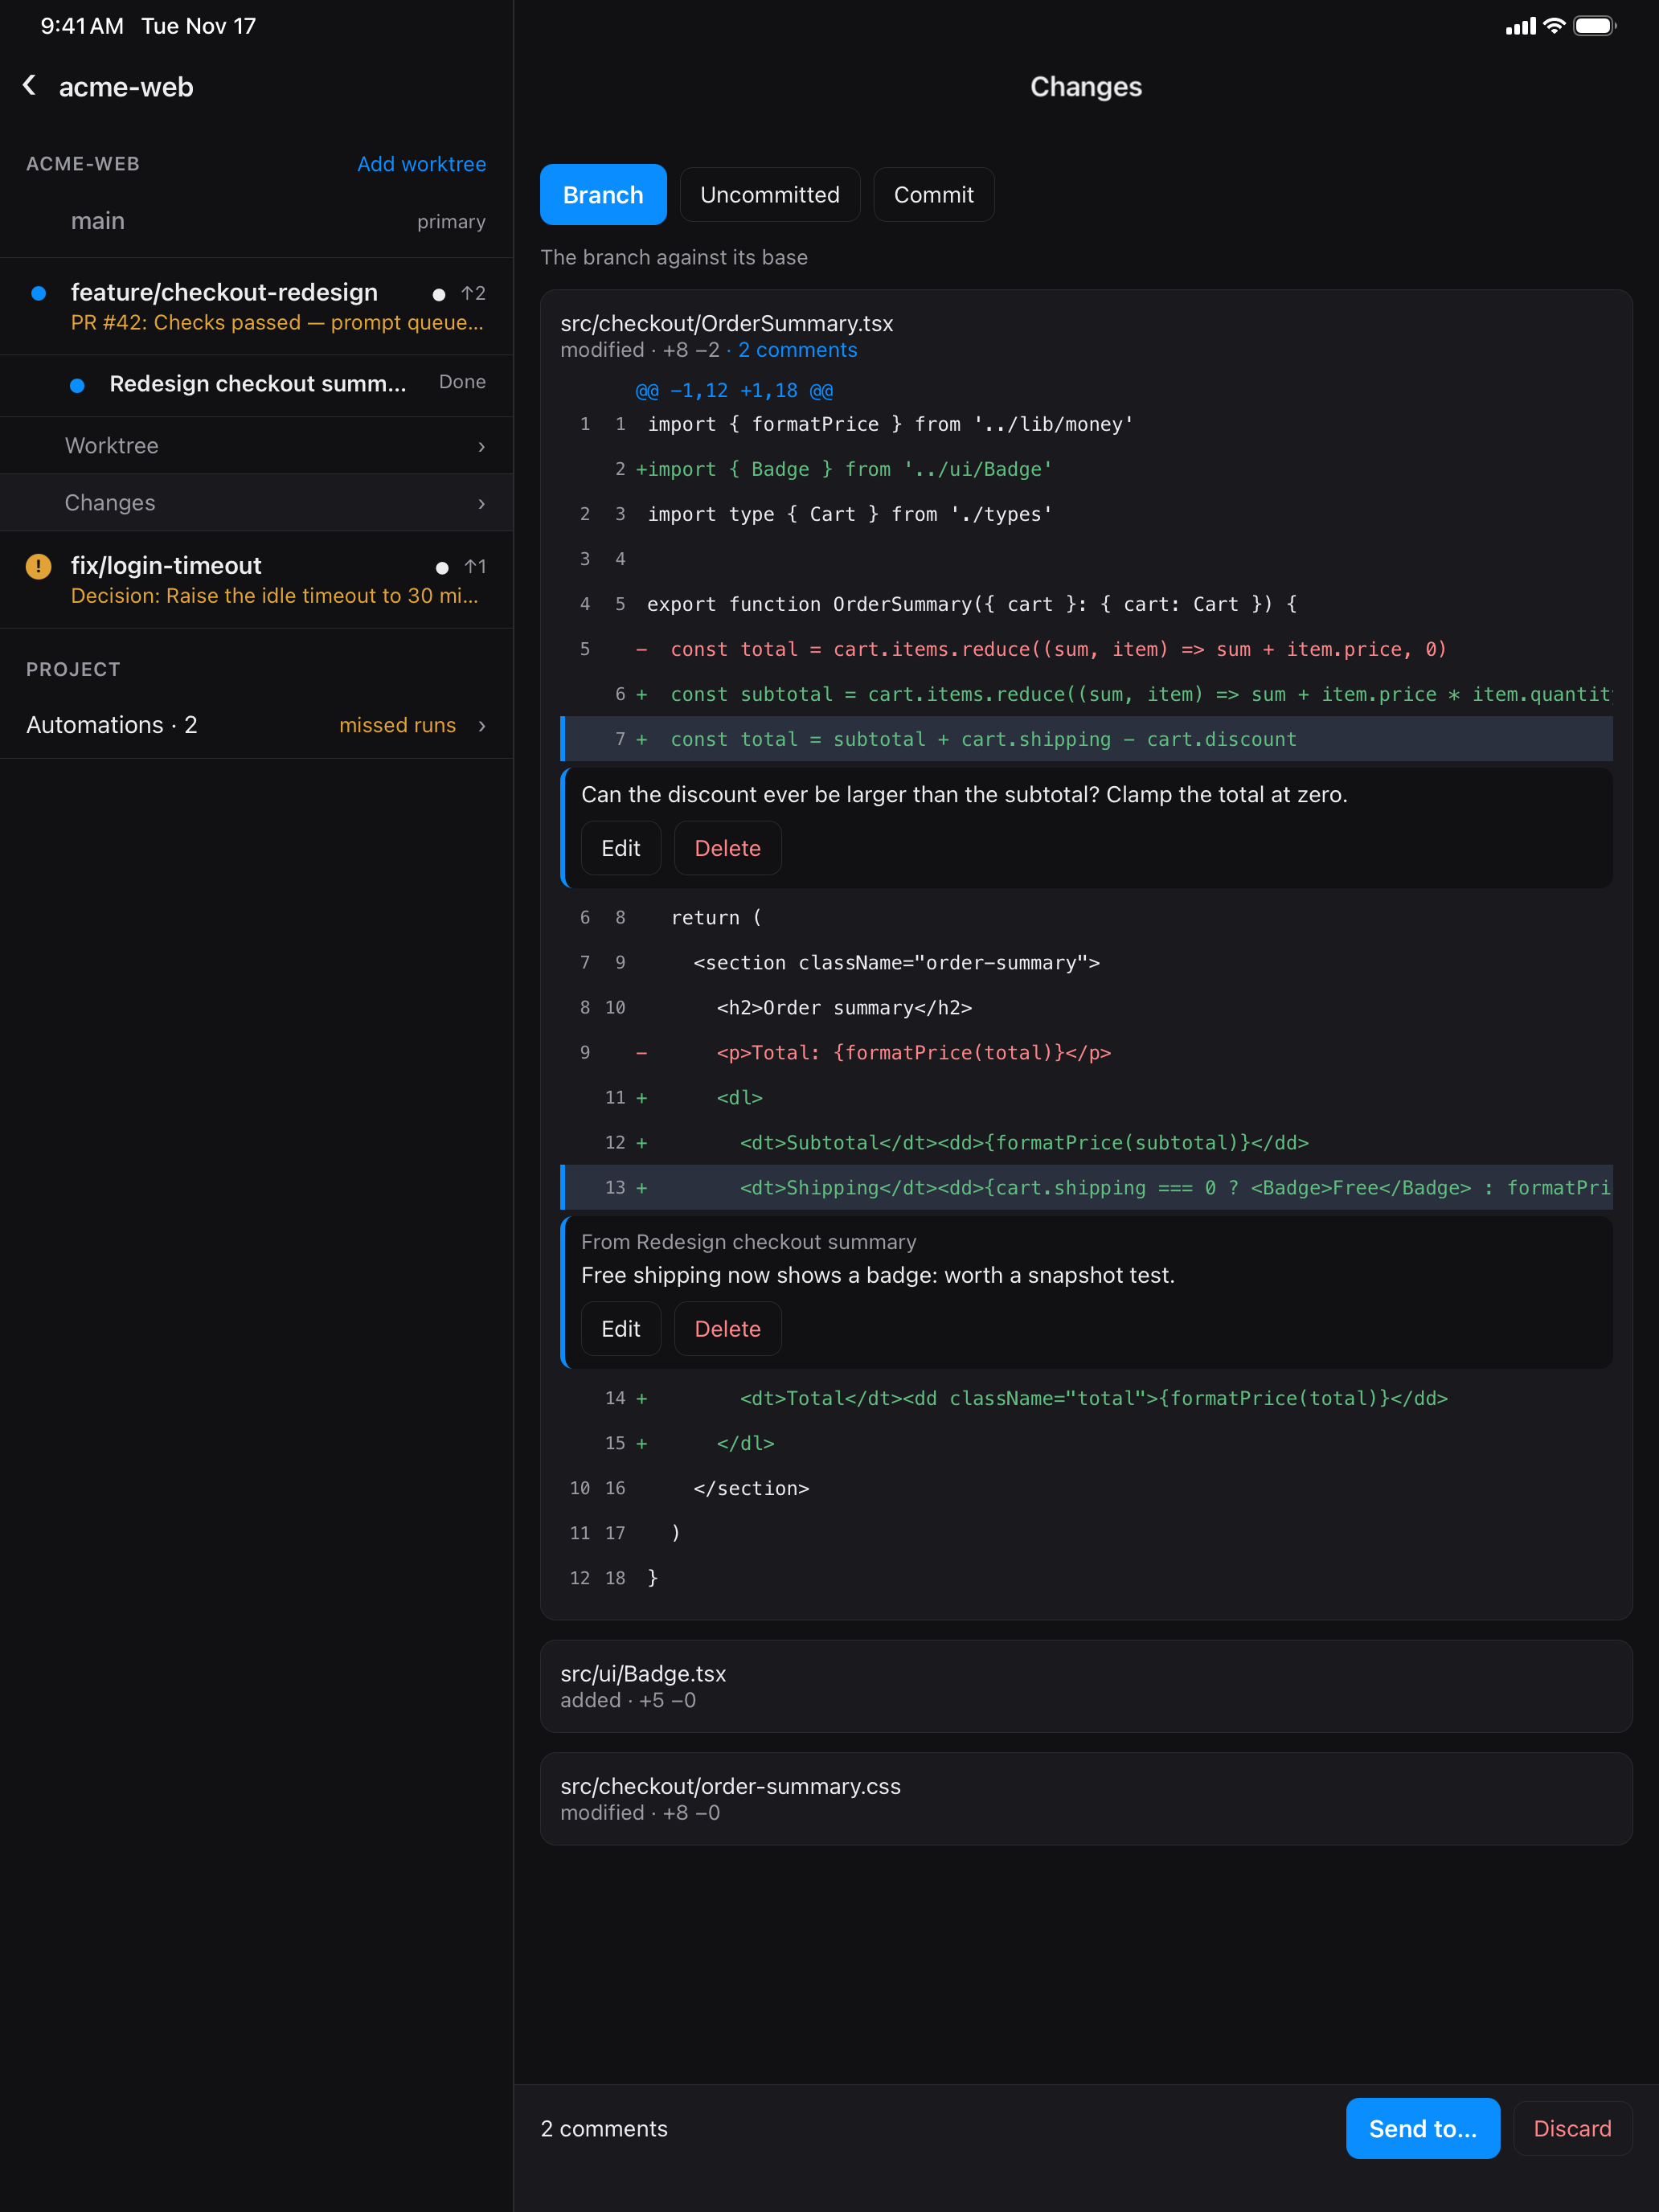 9:41 AM Tue Nov 17
acme-web
ACME-WEB Add worktree
main primary
feature/checkout-redesign ↑2
PR #42: Checks passed — prompt queue...
Redesign checkout summ... Done
Worktree
Changes
fix/login-timeout ↑1
Decision: Raise the idle timeout to 30 mi...
PROJECT
Automations · 2 missed runs
Changes
Branch Uncommitted Commit
The branch against its base
src/checkout/OrderSummary.tsx
modified · +8 −2 · 2 comments
@@ −1,12 +1,18 @@
1 1 import { formatPrice } from '../lib/money'
2 +import { Badge } from '../ui/Badge'
2 3 import type { Cart } from './types'
3 4
4 5 export function OrderSummary({ cart }: { cart: Cart }) {
5 − const total = cart.items.reduce((sum, item) => sum + item.price, 0)
6 + const subtotal = cart.items.reduce((sum, item) => sum + item.price * item.quantit
7 + const total = subtotal + cart.shipping − cart.discount
Can the discount ever be larger than the subtotal? Clamp the total at zero.
Edit Delete
6 8 return (
7 9 <section className="order−summary">
8 10 <h2>Order summary</h2>
9 − <p>Total: {formatPrice(total)}</p>
11 + <dl>
12 + <dt>Subtotal</dt><dd>{formatPrice(subtotal)}</dd>
13 + <dt>Shipping</dt><dd>{cart.shipping === 0 ? <Badge>Free</Badge> : formatPri
From Redesign checkout summary
Free shipping now shows a badge: worth a snapshot test.
Edit Delete
14 + <dt>Total</dt><dd className="total">{formatPrice(total)}</dd>
15 + </dl>
10 16 </section>
11 17 )
12 18 }
src/ui/Badge.tsx
added · +5 −0
src/checkout/order-summary.css
modified · +8 −0
2 comments Send to... Discard